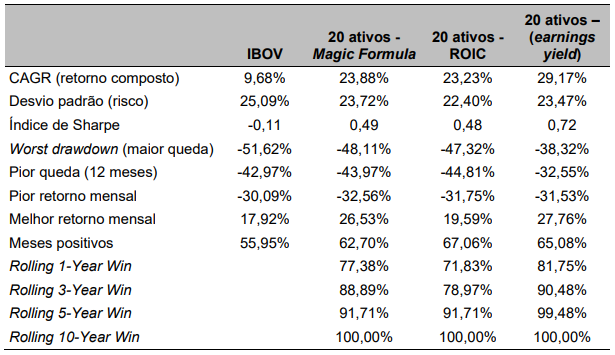 IBOV 20 ativos - Magic Formula 20 ativos - ROIC 20 ativos – (earnings yield)
CAGR (retorno composto) 9,68% 23,88% 23,23% 29,17%
Desvio padrão (risco) 25,09% 23,72% 22,40% 23,47%
Índice de Sharpe -0,11 0,49 0,48 0,72
Worst drawdown (maior queda) -51,62% -48,11% -47,32% -38,32%
Pior queda (12 meses) -42,97% -43,97% -44,81% -32,55%
Pior retorno mensal -30,09% -32,56% -31,75% -31,53%
Melhor retorno mensal 17,92% 26,53% 19,59% 27,76%
Meses positivos 55,95% 62,70% 67,06% 65,08%
Rolling 1-Year Win 77,38% 71,83% 81,75%
Rolling 3-Year Win 88,89% 78,97% 90,48%
Rolling 5-Year Win 91,71% 91,71% 99,48%
Rolling 10-Year Win 100,00% 100,00% 100,00%